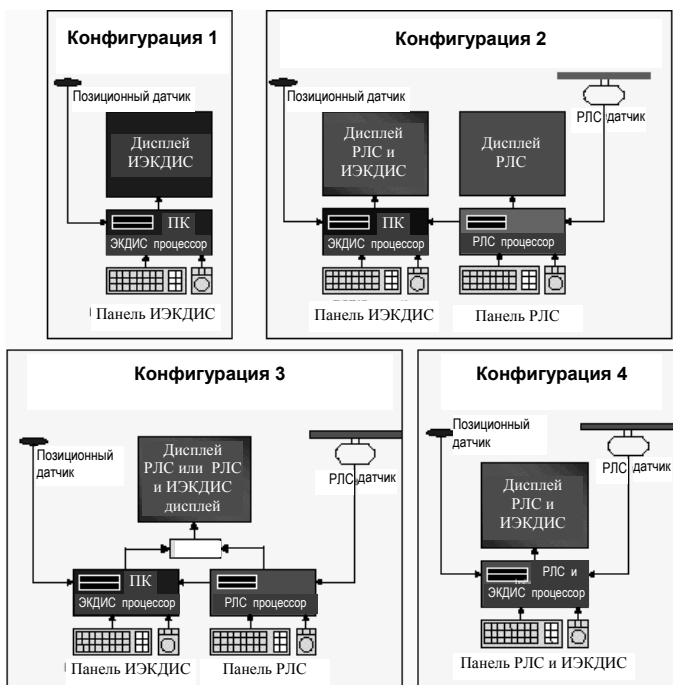 Конфигурация 1
Позиционный датчик
Дисплей
ИЭКДИС
ПК
ЭКДИС процессор
Панель ИЭКДИС
Конфигурация 2
Позиционный датчик
РЛС датчик
Дисплей
РЛС и
ИЭКДИС
Дисплей
РЛС
ПК
ЭКДИС процессор
РЛС процессор
Панель ИЭКДИС
Панель РЛС
Конфигурация 3
Позиционный
датчик
РЛС датчик
Дисплей
РЛС или РЛС
и ИЭКДИС
дисплей
ПК
ЭКДИС процессор
РЛС процессор
Панель ИЭКДИС
Панель РЛС
Конфигурация 4
Позиционный
датчик
РЛС датчик
Дисплей
РЛС и
ИЭКДИС
РЛС и
ЭКДИС процессор
Панель РЛС и ИЭКДИС